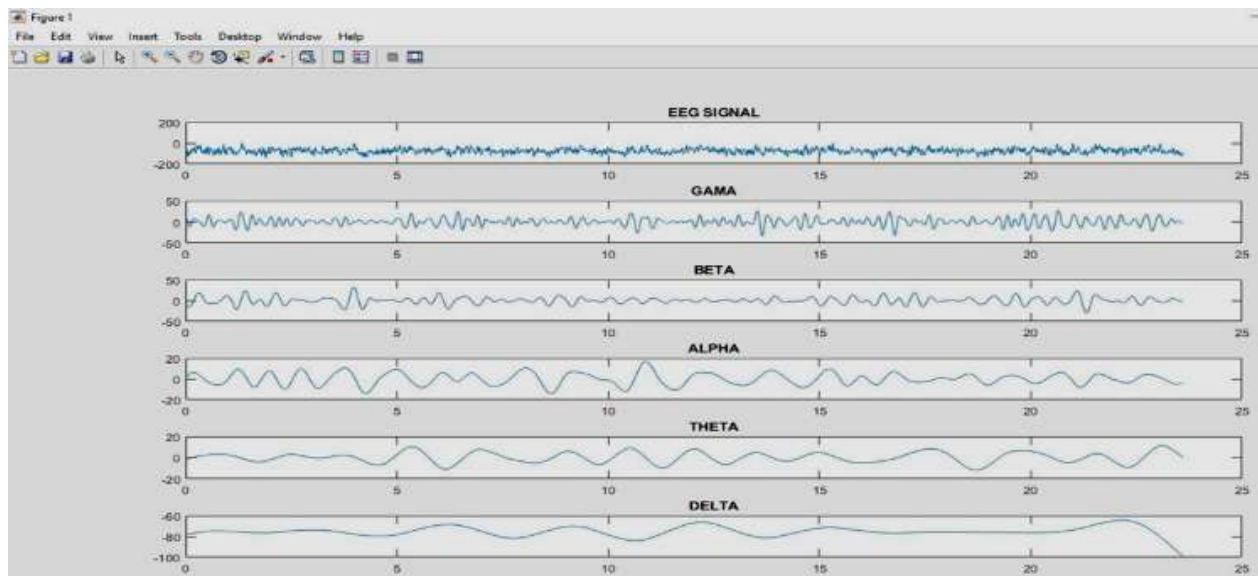 Figure 1
File Edit View Insert Tools Desktop Window Help
EEG SIGNAL
200
0
-200
0 5 10 15 20 25
GAMA
50
0
-50
0 5 10 15 20 25
BETA
50
0
-50
0 5 10 15 20 25
ALPHA
20
0
-20
0 5 10 15 20 25
THETA
20
0
-20
0 5 10 15 20 25
DELTA
-60
-80
-100
0 5 10 15 20 25